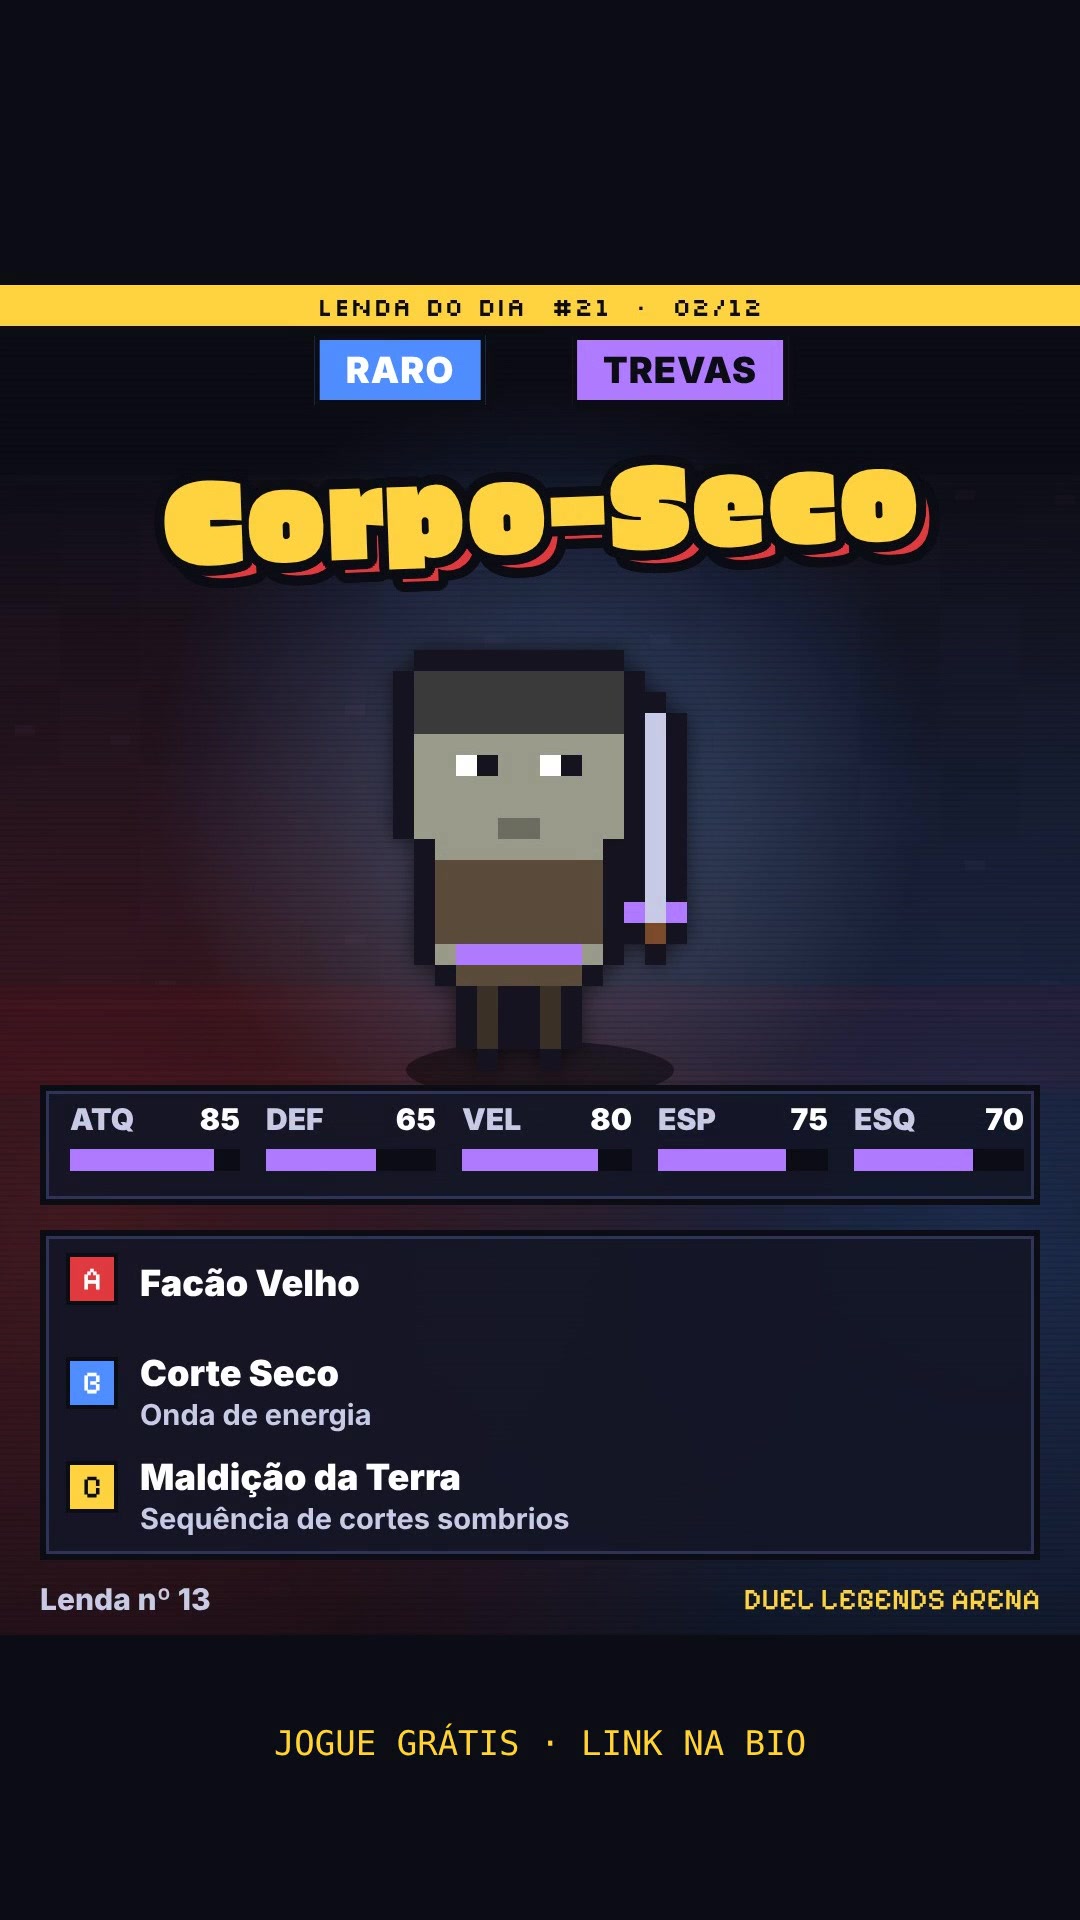 LENDA DO DIA #21 · 02/12
RARO TREVAS
Corpo-Seco
ATQ 85 DEF 65 VEL 80 ESP 75 ESQ 70
A Facão Velho
B Corte Seco
Onda de energia
C Maldição da Terra
Sequência de cortes sombrios
Lenda nº 13 DUEL LEGENDS ARENA
JOGUE GRÁTIS · LINK NA BIO